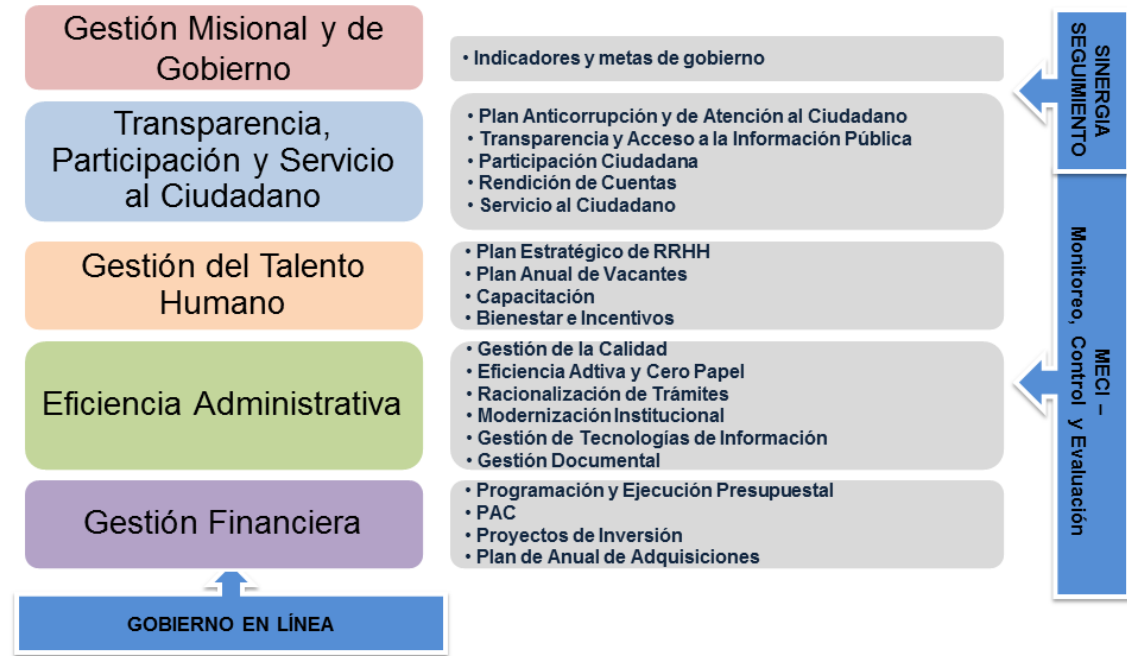 Gestión Misional y de
Gobierno
• Indicadores y metas de gobierno
Transparencia,
Participación y Servicio
al Ciudadano
• Plan Anticorrupción y de Atención al Ciudadano
• Transparencia y Acceso a la Información Pública
• Participación Ciudadana
• Rendición de Cuentas
• Servicio al Ciudadano
Gestión del Talento
Humano
• Plan Estratégico de RRHH
• Plan Anual de Vacantes
• Capacitación
• Bienestar e Incentivos
Eficiencia Administrativa
• Gestión de la Calidad
• Eficiencia Adtiva y Cero Papel
• Racionalización de Trámites
• Modernización Institucional
• Gestión de Tecnologías de Información
• Gestión Documental
Gestión Financiera
• Programación y Ejecución Presupuestal
• PAC
• Proyectos de Inversión
• Plan de Anual de Adquisiciones
GOBIERNO EN LÍNEA
SINERGIA
SEGUIMIENTO
MECI –
Monitoreo, Control y Evaluación